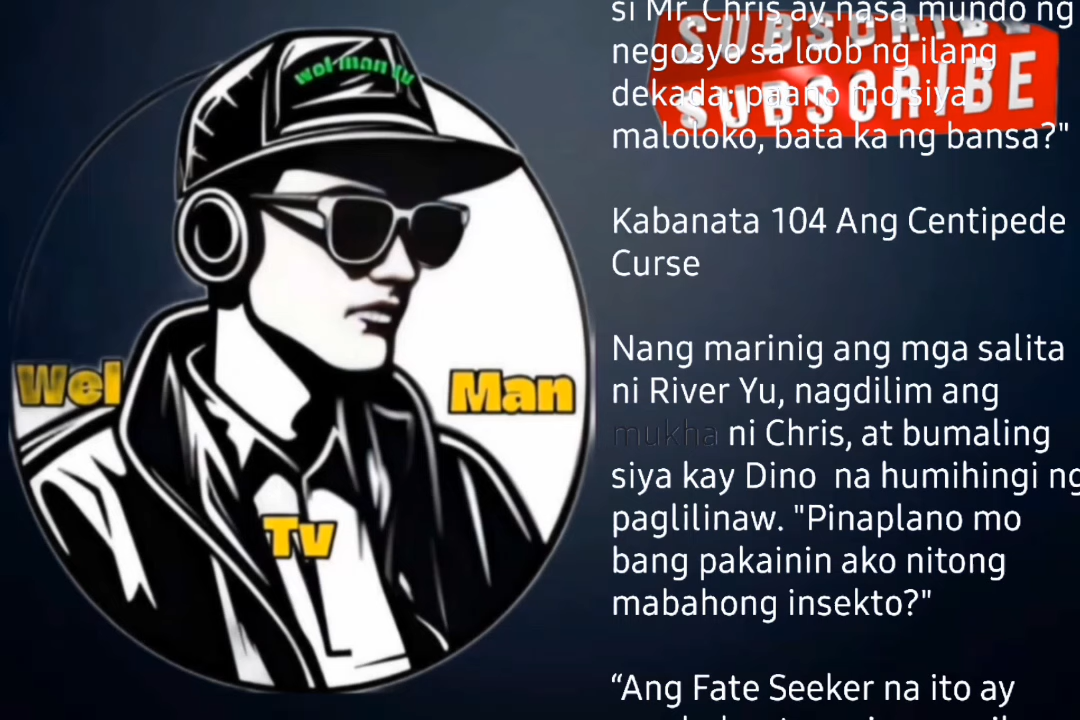 wol man tv
Wel
Man
Tv
SUBSCRIBE
SUBSCRIBE
si Mr. Chris ay nasa mundo ng
negosyo sa loob ng ilang
dekada; paano mo siya
maloloko, bata ka ng bansa?"
Kabanata 104 Ang Centipede
Curse
Nang marinig ang mga salita
ni River Yu, nagdilim ang
mukha ni Chris, at bumaling
siya kay Dino na humihingi ng
paglilinaw. "Pinaplano mo
bang pakainin ako nitong
mabahong insekto?"
“Ang Fate Seeker na ito ay